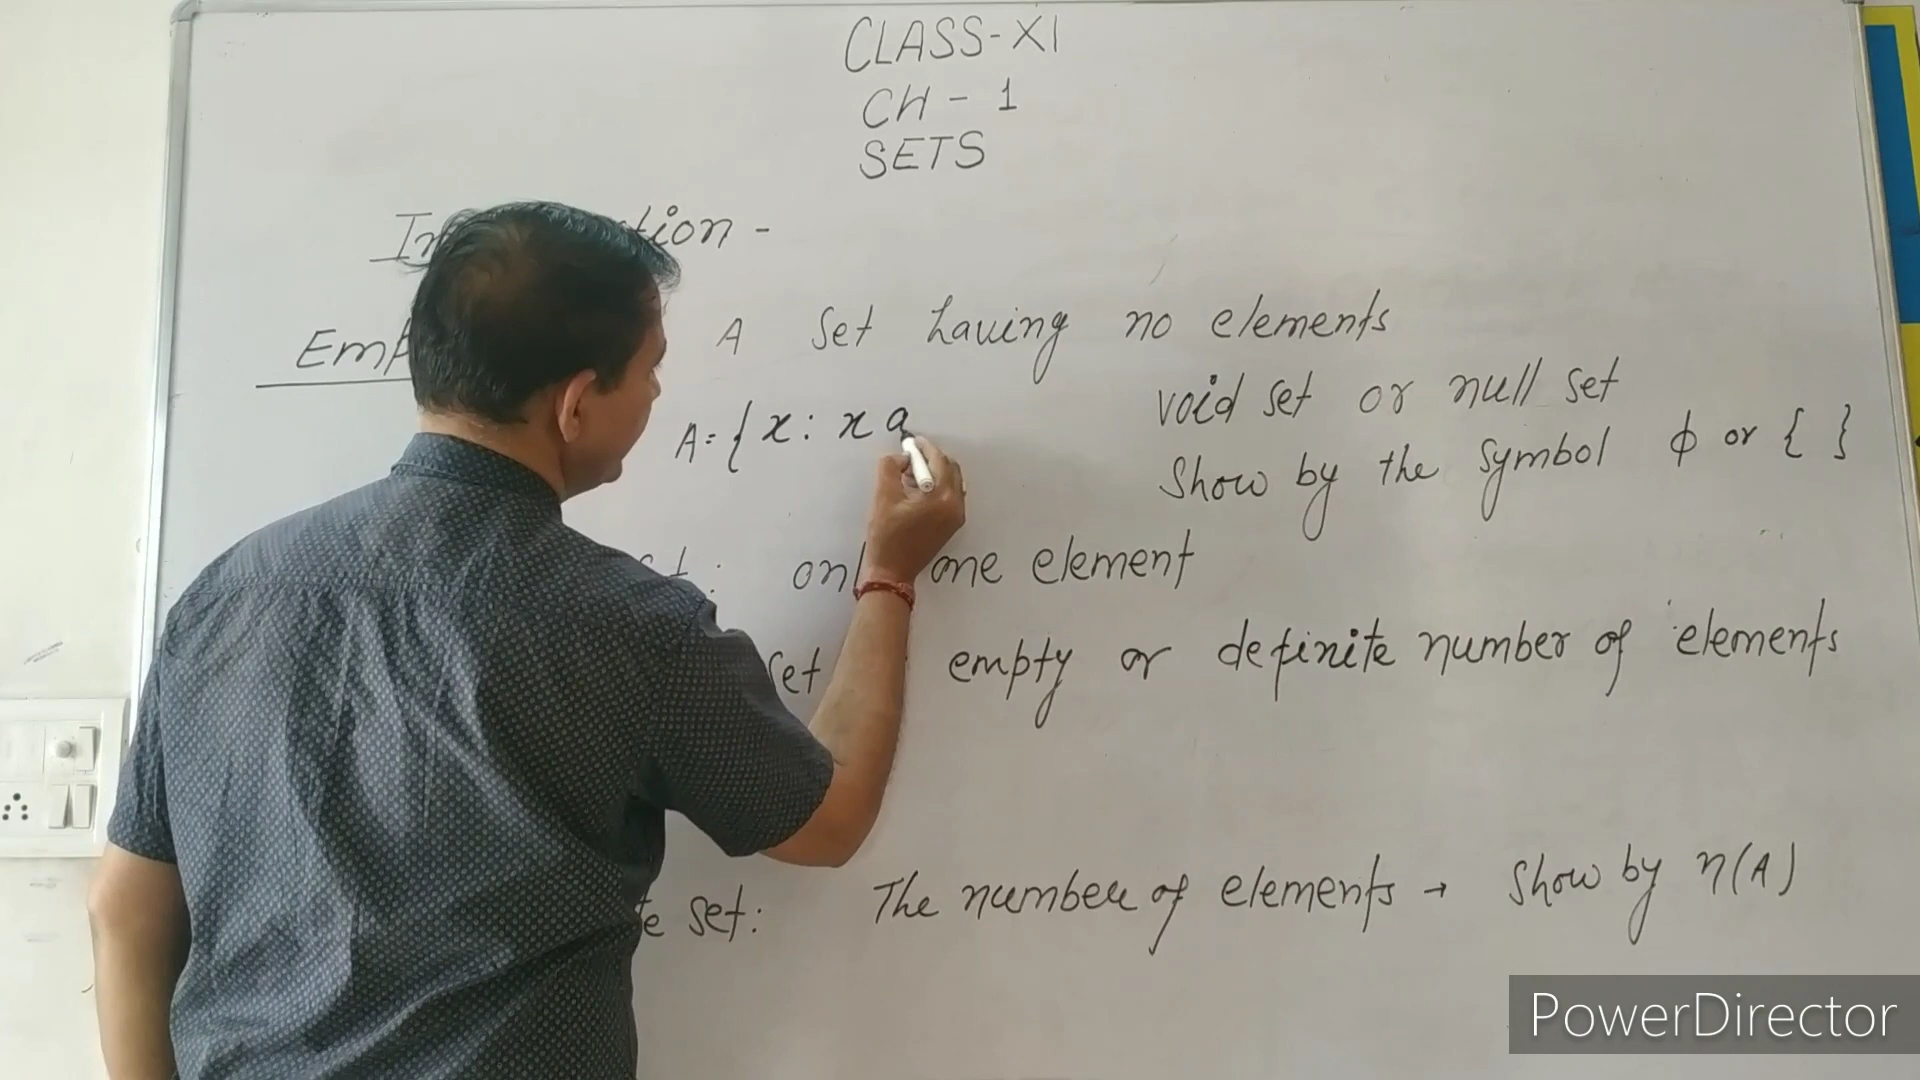 CLASS-XI
CH - 1
SETS
A set having no elements
void set or null set
A = { x : x a
Show by the symbol ϕ or { }
only one element
set empty or definite number of elements
set: The number of elements → Show by n(A)
PowerDirector